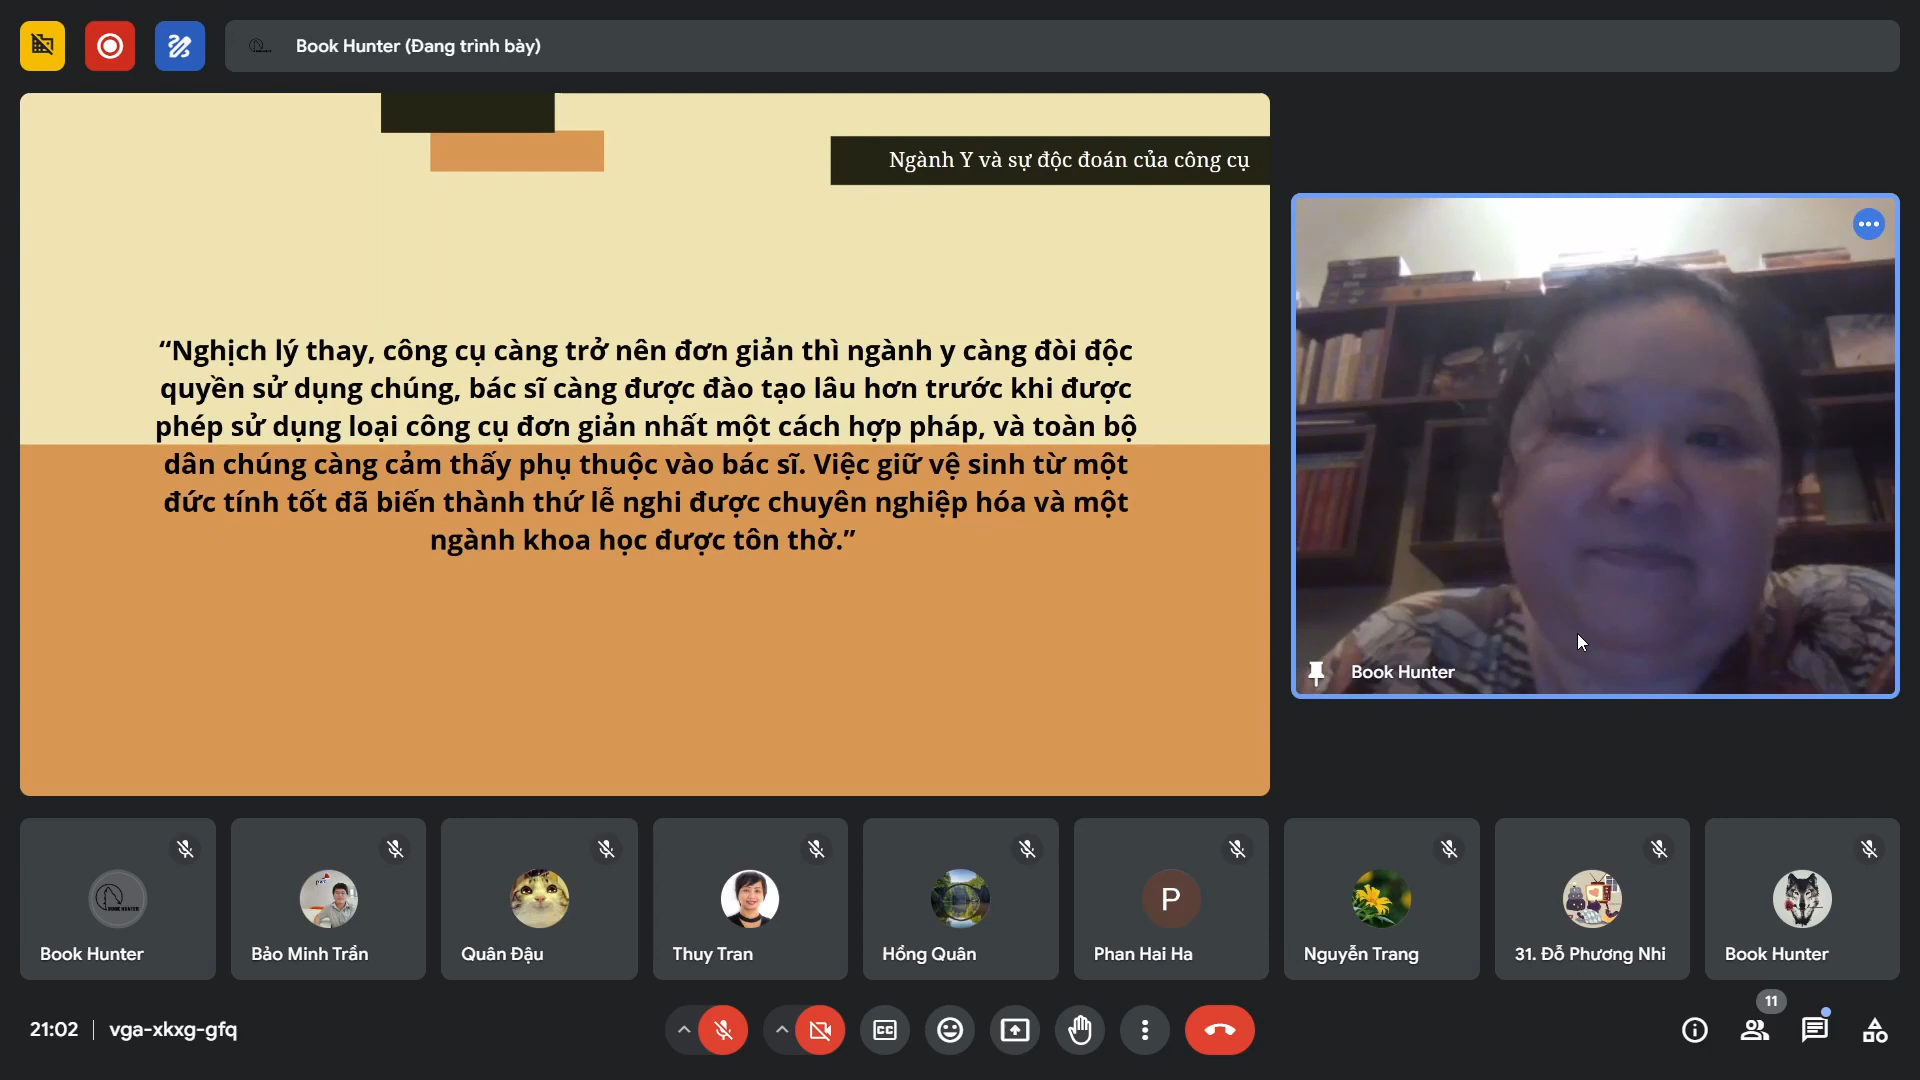 Book Hunter (Đang trình bày)
Ngành Y và sự độc đoán của công cụ
“Nghịch lý thay, công cụ càng trở nên đơn giản thì ngành y càng đòi độc
quyền sử dụng chúng, bác sĩ càng được đào tạo lâu hơn trước khi được
phép sử dụng loại công cụ đơn giản nhất một cách hợp pháp, và toàn bộ
dân chúng càng cảm thấy phụ thuộc vào bác sĩ. Việc giữ vệ sinh từ một
đức tính tốt đã biến thành thứ lễ nghi được chuyên nghiệp hóa và một
ngành khoa học được tôn thờ.”
Book Hunter
BOOK HUNTER
P
Book Hunter
Bảo Minh Trần
Quân Đậu
Thuy Tran
Hồng Quân
Phan Hai Ha
Nguyễn Trang
31. Đỗ Phương Nhi
Book Hunter
11
21:02
vga-xkxg-gfq
CC